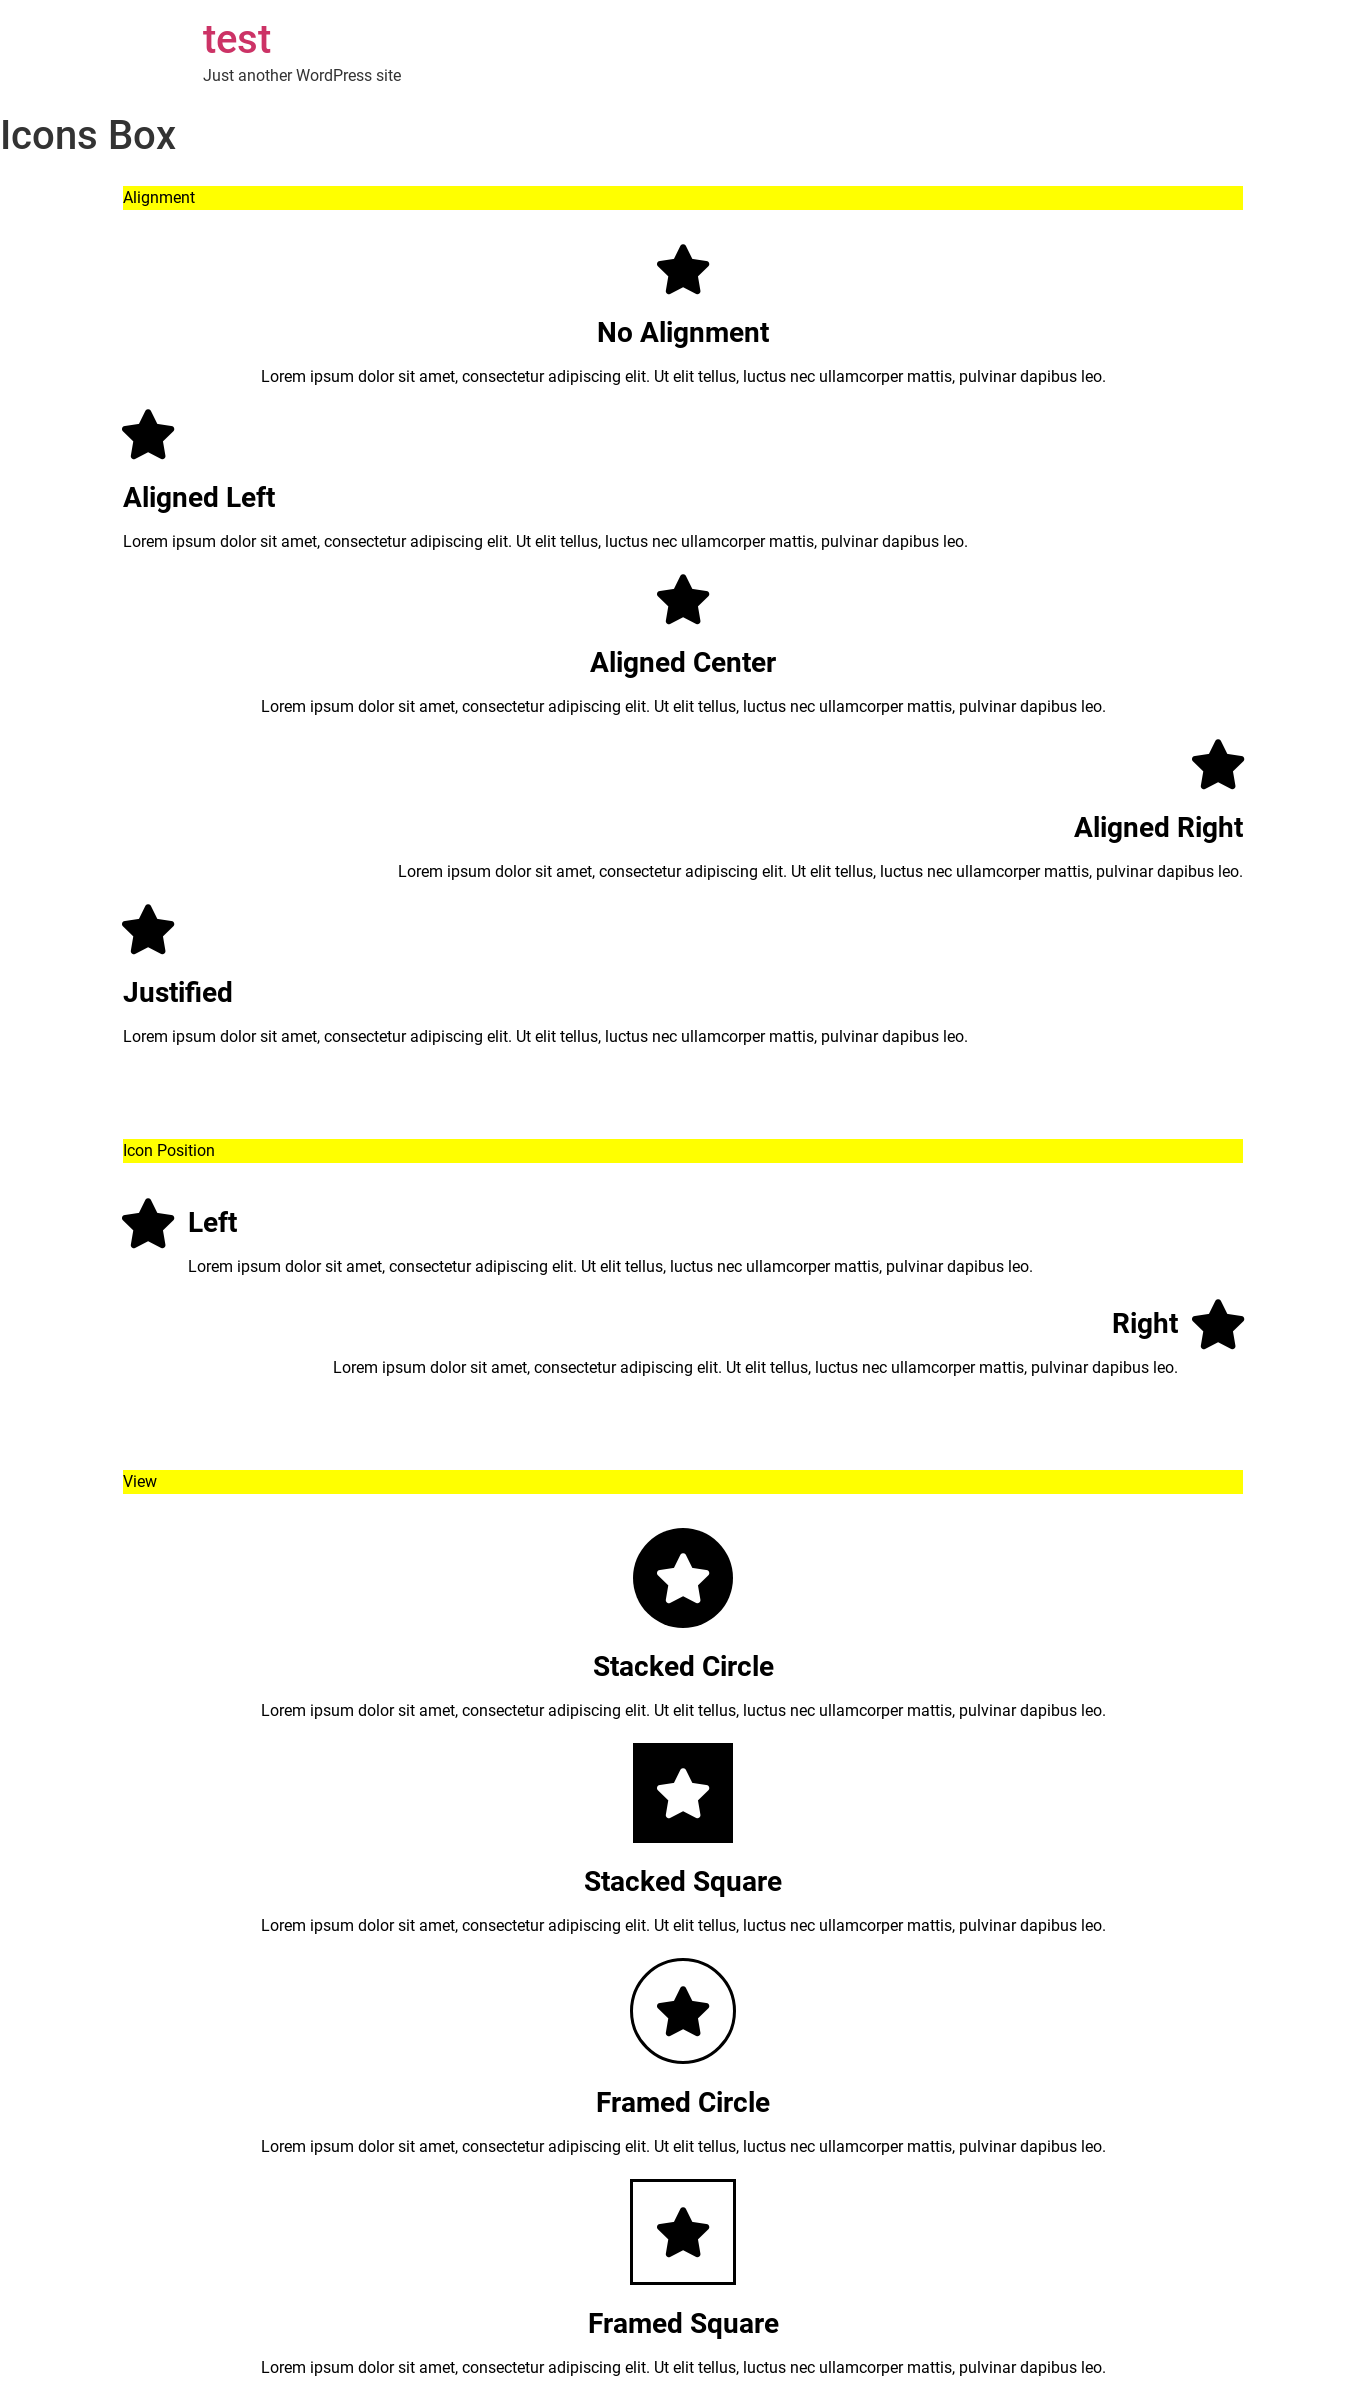 test
Just another WordPress site
Icons Box
Alignment
No Alignment
Lorem ipsum dolor sit amet, consectetur adipiscing elit. Ut elit tellus, luctus nec ullamcorper mattis, pulvinar dapibus leo.
Aligned Left
Lorem ipsum dolor sit amet, consectetur adipiscing elit. Ut elit tellus, luctus nec ullamcorper mattis, pulvinar dapibus leo.
Aligned Center
Lorem ipsum dolor sit amet, consectetur adipiscing elit. Ut elit tellus, luctus nec ullamcorper mattis, pulvinar dapibus leo.
Aligned Right
Lorem ipsum dolor sit amet, consectetur adipiscing elit. Ut elit tellus, luctus nec ullamcorper mattis, pulvinar dapibus leo.
Justified
Lorem ipsum dolor sit amet, consectetur adipiscing elit. Ut elit tellus, luctus nec ullamcorper mattis, pulvinar dapibus leo.
Icon Position
Left
Lorem ipsum dolor sit amet, consectetur adipiscing elit. Ut elit tellus, luctus nec ullamcorper mattis, pulvinar dapibus leo.
Right
Lorem ipsum dolor sit amet, consectetur adipiscing elit. Ut elit tellus, luctus nec ullamcorper mattis, pulvinar dapibus leo.
View
Stacked Circle
Lorem ipsum dolor sit amet, consectetur adipiscing elit. Ut elit tellus, luctus nec ullamcorper mattis, pulvinar dapibus leo.
Stacked Square
Lorem ipsum dolor sit amet, consectetur adipiscing elit. Ut elit tellus, luctus nec ullamcorper mattis, pulvinar dapibus leo.
Framed Circle
Lorem ipsum dolor sit amet, consectetur adipiscing elit. Ut elit tellus, luctus nec ullamcorper mattis, pulvinar dapibus leo.
Framed Square
Lorem ipsum dolor sit amet, consectetur adipiscing elit. Ut elit tellus, luctus nec ullamcorper mattis, pulvinar dapibus leo.